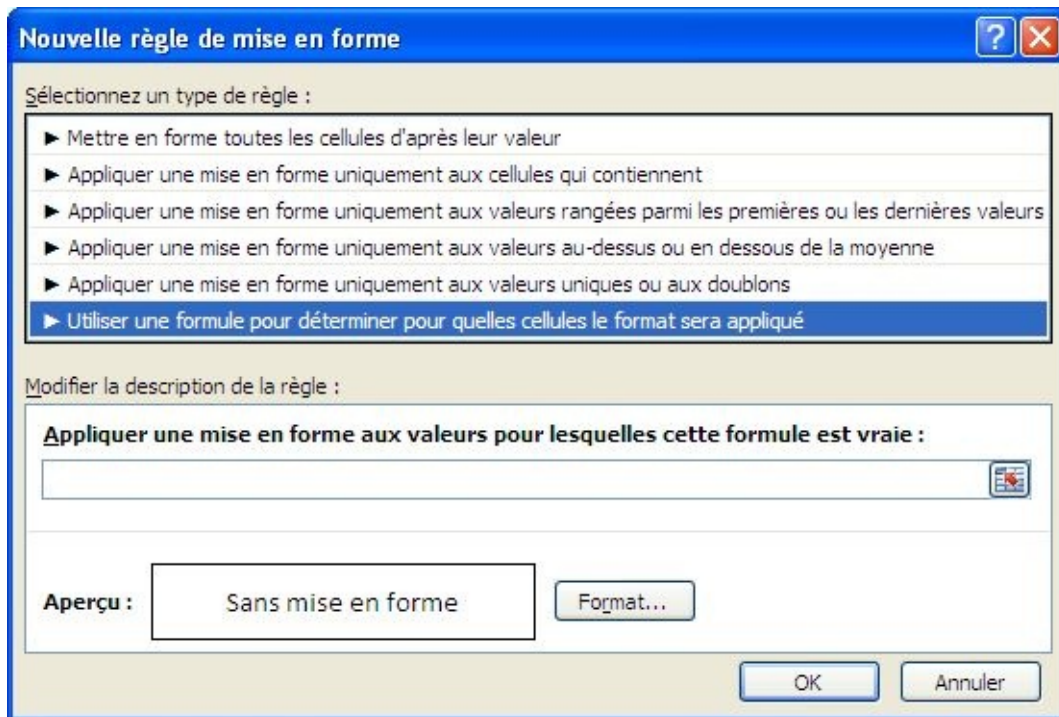 Nouvelle règle de mise en forme
Sélectionnez un type de règle :
► Mettre en forme toutes les cellules d'après leur valeur
► Appliquer une mise en forme uniquement aux cellules qui contiennent
► Appliquer une mise en forme uniquement aux valeurs rangées parmi les premières ou les dernières valeurs
► Appliquer une mise en forme uniquement aux valeurs au-dessus ou en dessous de la moyenne
► Appliquer une mise en forme uniquement aux valeurs uniques ou aux doublons
► Utiliser une formule pour déterminer pour quelles cellules le format sera appliqué
Modifier la description de la règle :
Appliquer une mise en forme aux valeurs pour lesquelles cette formule est vraie :
Aperçu : Sans mise en forme Format...
OK Annuler